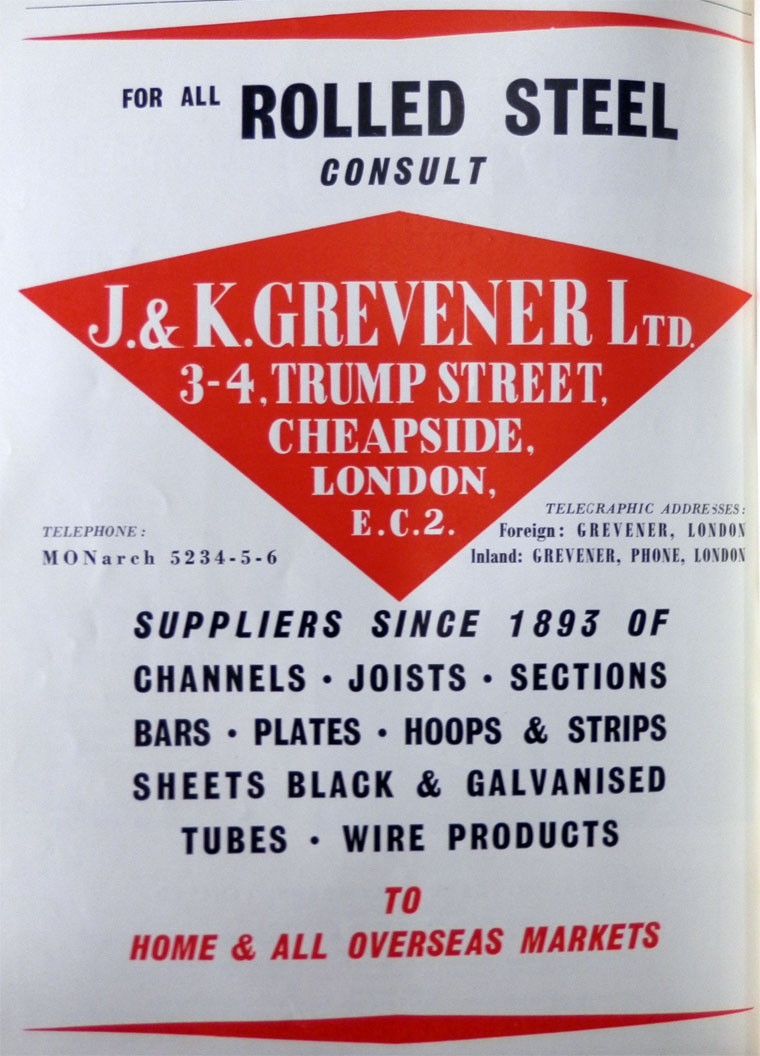 FOR ALL ROLLED STEEL
CONSULT
J. & K. GREVENER LTD.
3-4, TRUMP STREET,
CHEAPSIDE,
LONDON,
E.C.2.
TELEPHONE:
MONarch 5234-5-6
TELEGRAPHIC ADDRESSES:
Foreign: GREVENER, LONDON
Inland: GREVENER, PHONE, LONDON
SUPPLIERS SINCE 1893 OF
CHANNELS • JOISTS • SECTIONS
BARS • PLATES • HOOPS & STRIPS
SHEETS BLACK & GALVANISED
TUBES • WIRE PRODUCTS
TO
HOME & ALL OVERSEAS MARKETS